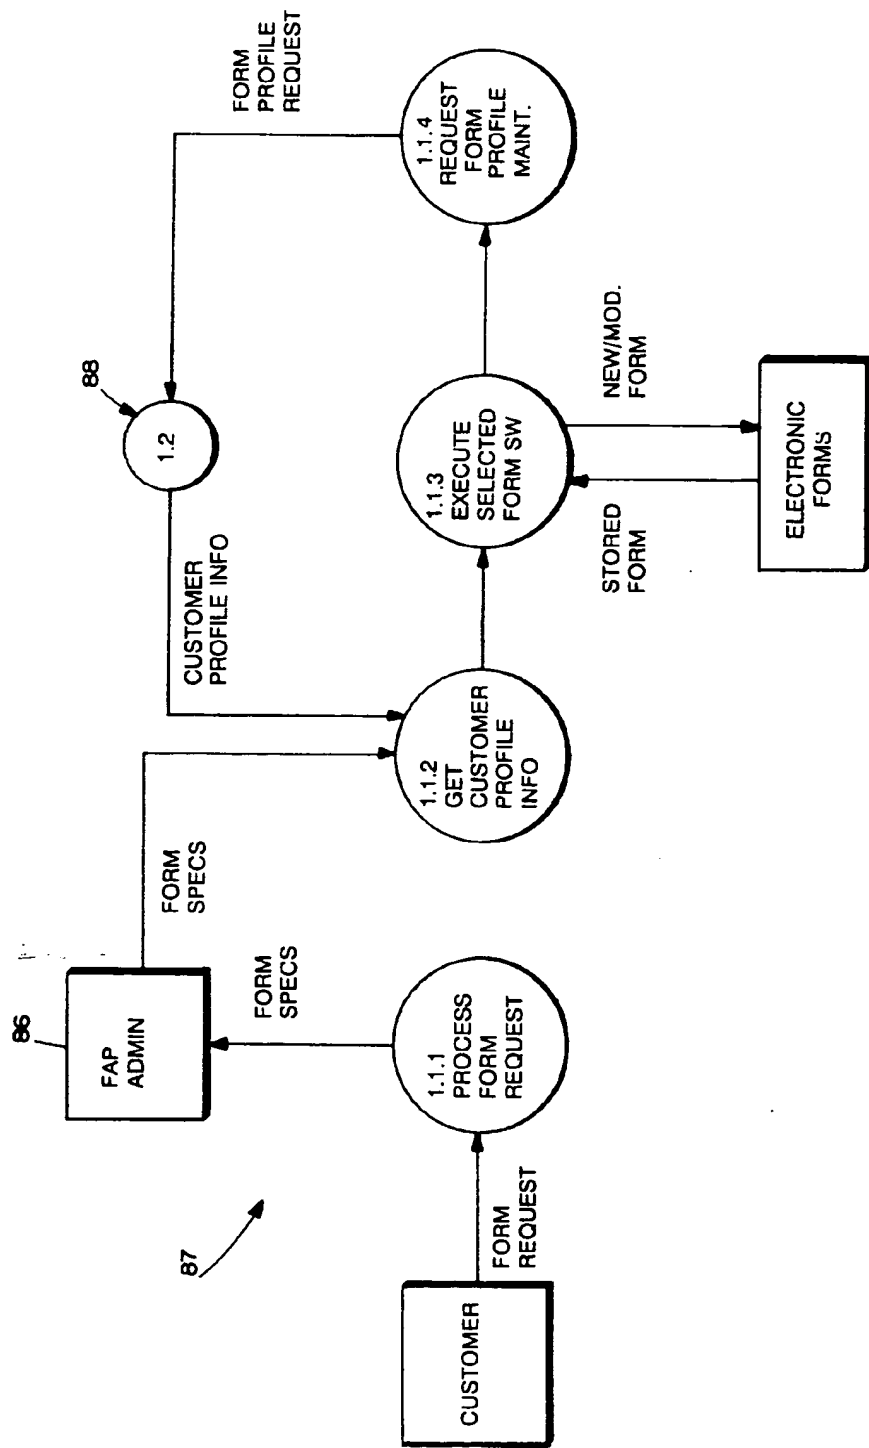 87
86
FAP
ADMIN
FORM
SPECS
FORM
SPECS
CUSTOMER
PROFILE INFO
88
1.2
FORM
PROFILE
REQUEST
CUSTOMER
FORM
REQUEST
1.1.1
PROCESS
FORM
REQUEST
1.1.2
GET
CUSTOMER
PROFILE
INFO
1.1.3
EXECUTE
SELECTED
FORM SW
1.1.4
REQUEST
FORM
PROFILE
MAINT.
STORED
FORM
NEW/MOD.
FORM
ELECTRONIC
FORMS